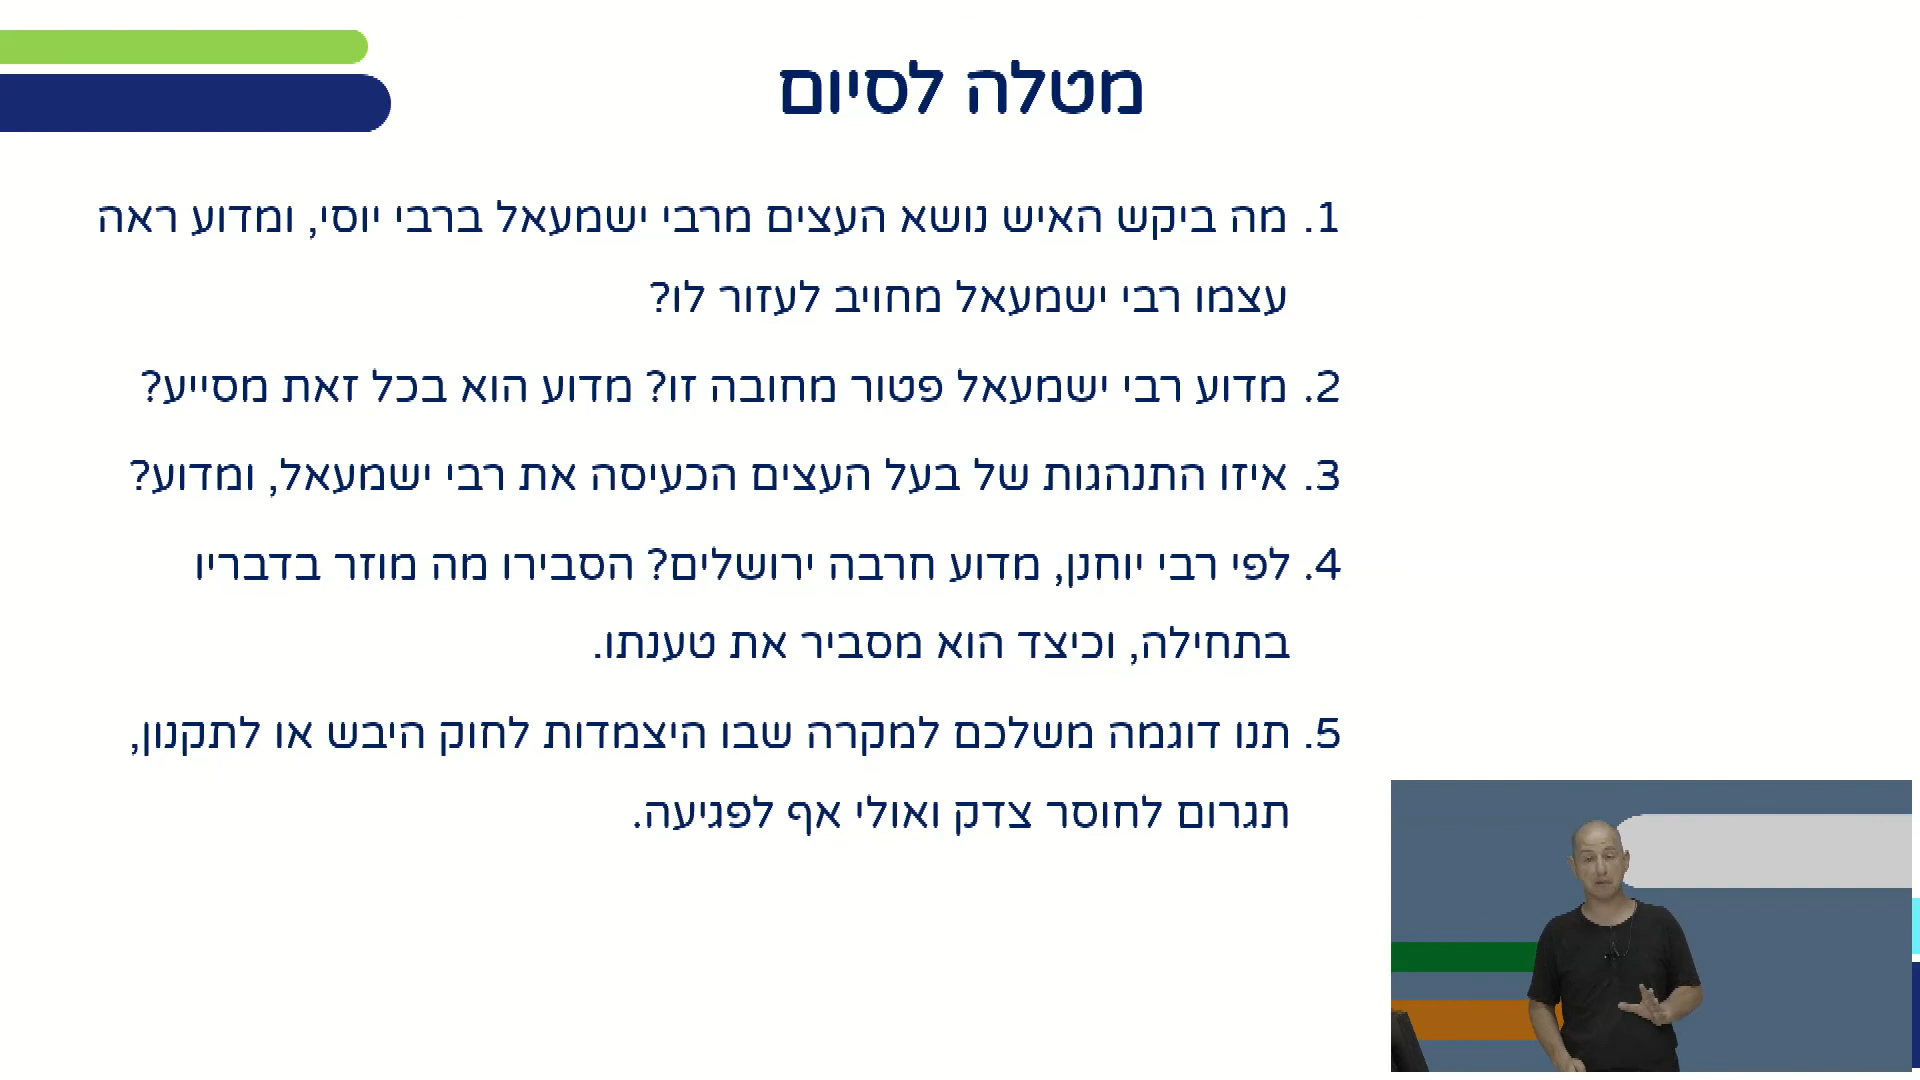 מטלה לסיום
1. מה ביקש האיש נושא העצים מרבי ישמעאל ברבי יוסי, ומדוע ראה
עצמו רבי ישמעאל מחויב לעזור לו?
2. מדוע רבי ישמעאל פטור מחובה זו? מדוע הוא בכל זאת מסייע?
3. איזו התנהגות של בעל העצים הכעיסה את רבי ישמעאל, ומדוע?
4. לפי רבי יוחנן, מדוע חרבה ירושלים? הסבירו מה מוזר בדבריו
בתחילה, וכיצד הוא מסביר את טענתו.
5. תנו דוגמה משלכם למקרה שבו היצמדות לחוק היבש או לתקנון,
תגרום לחוסר צדק ואולי אף לפגיעה.